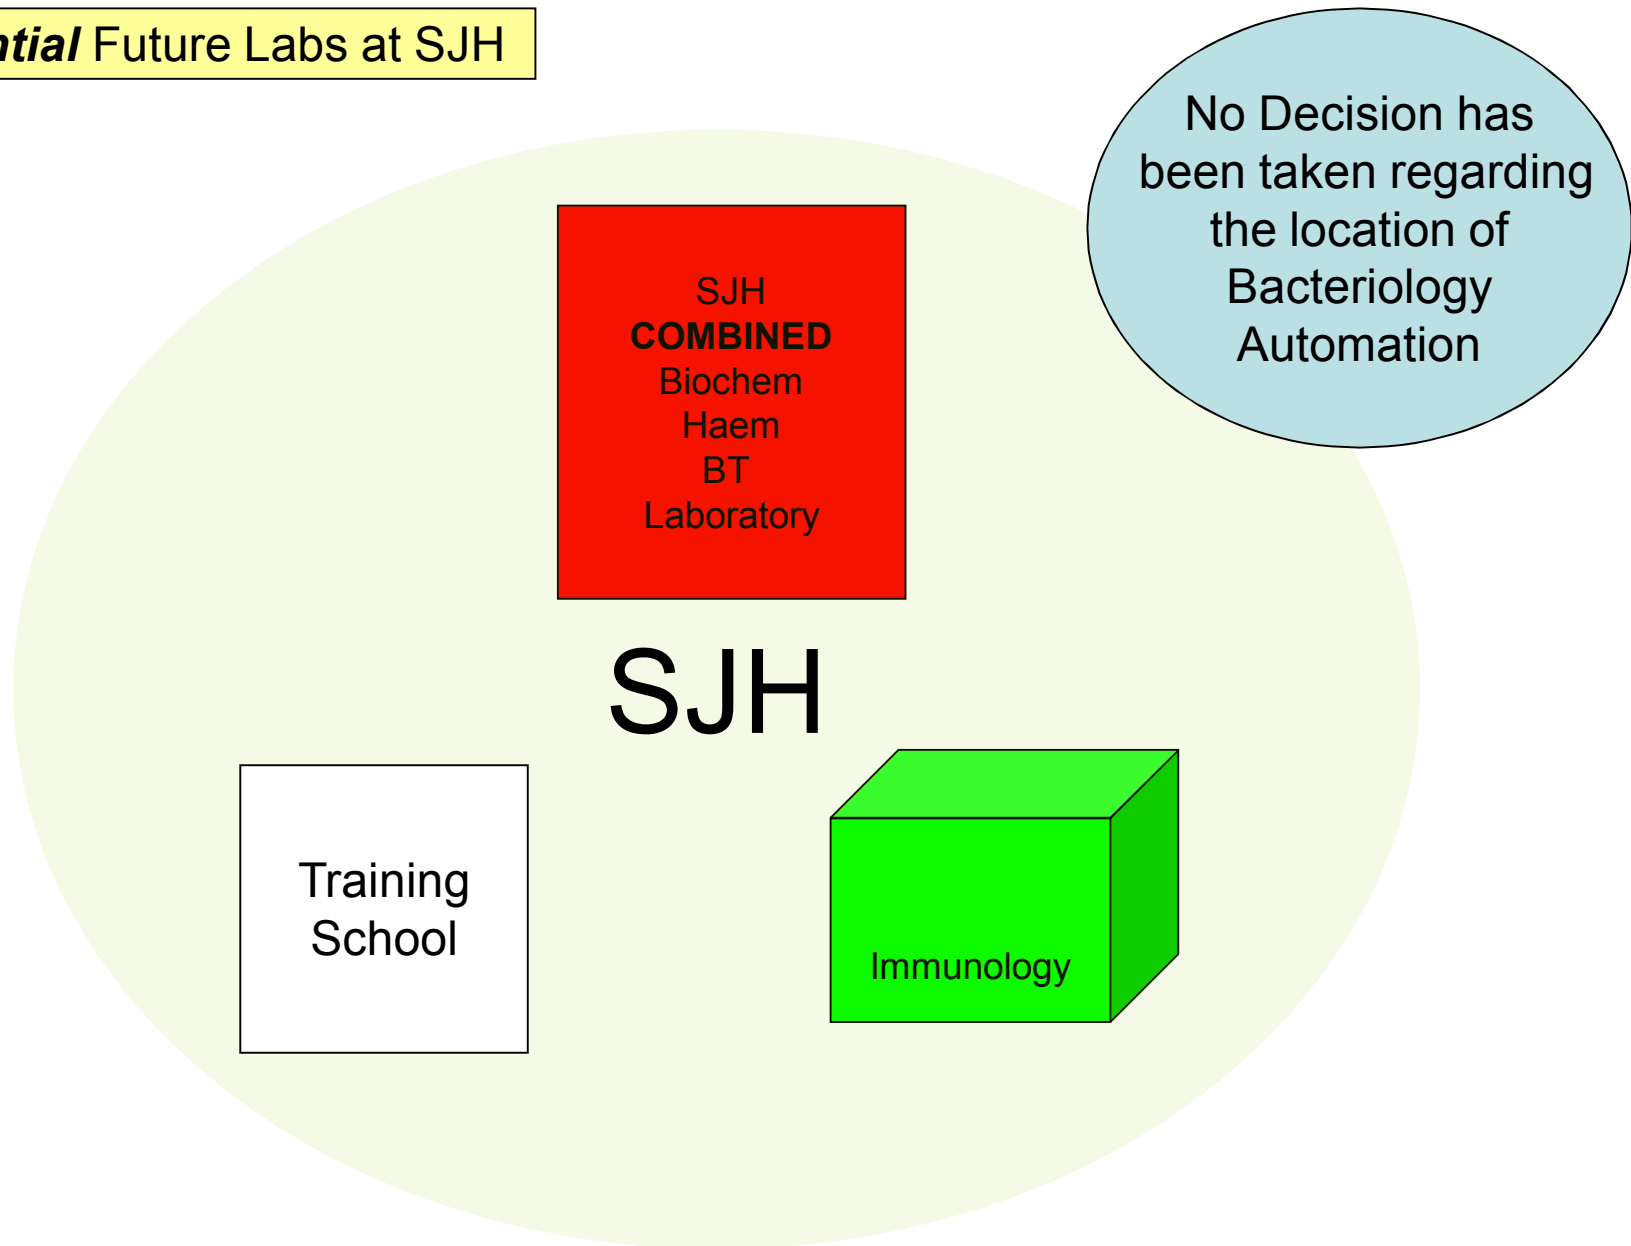 ntial Future Labs at SJH
No Decision has
been taken regarding
the location of
Bacteriology
Automation
SJH
COMBINED
Biochem
Haem
BT
Laboratory
SJH
Training
School
Immunology